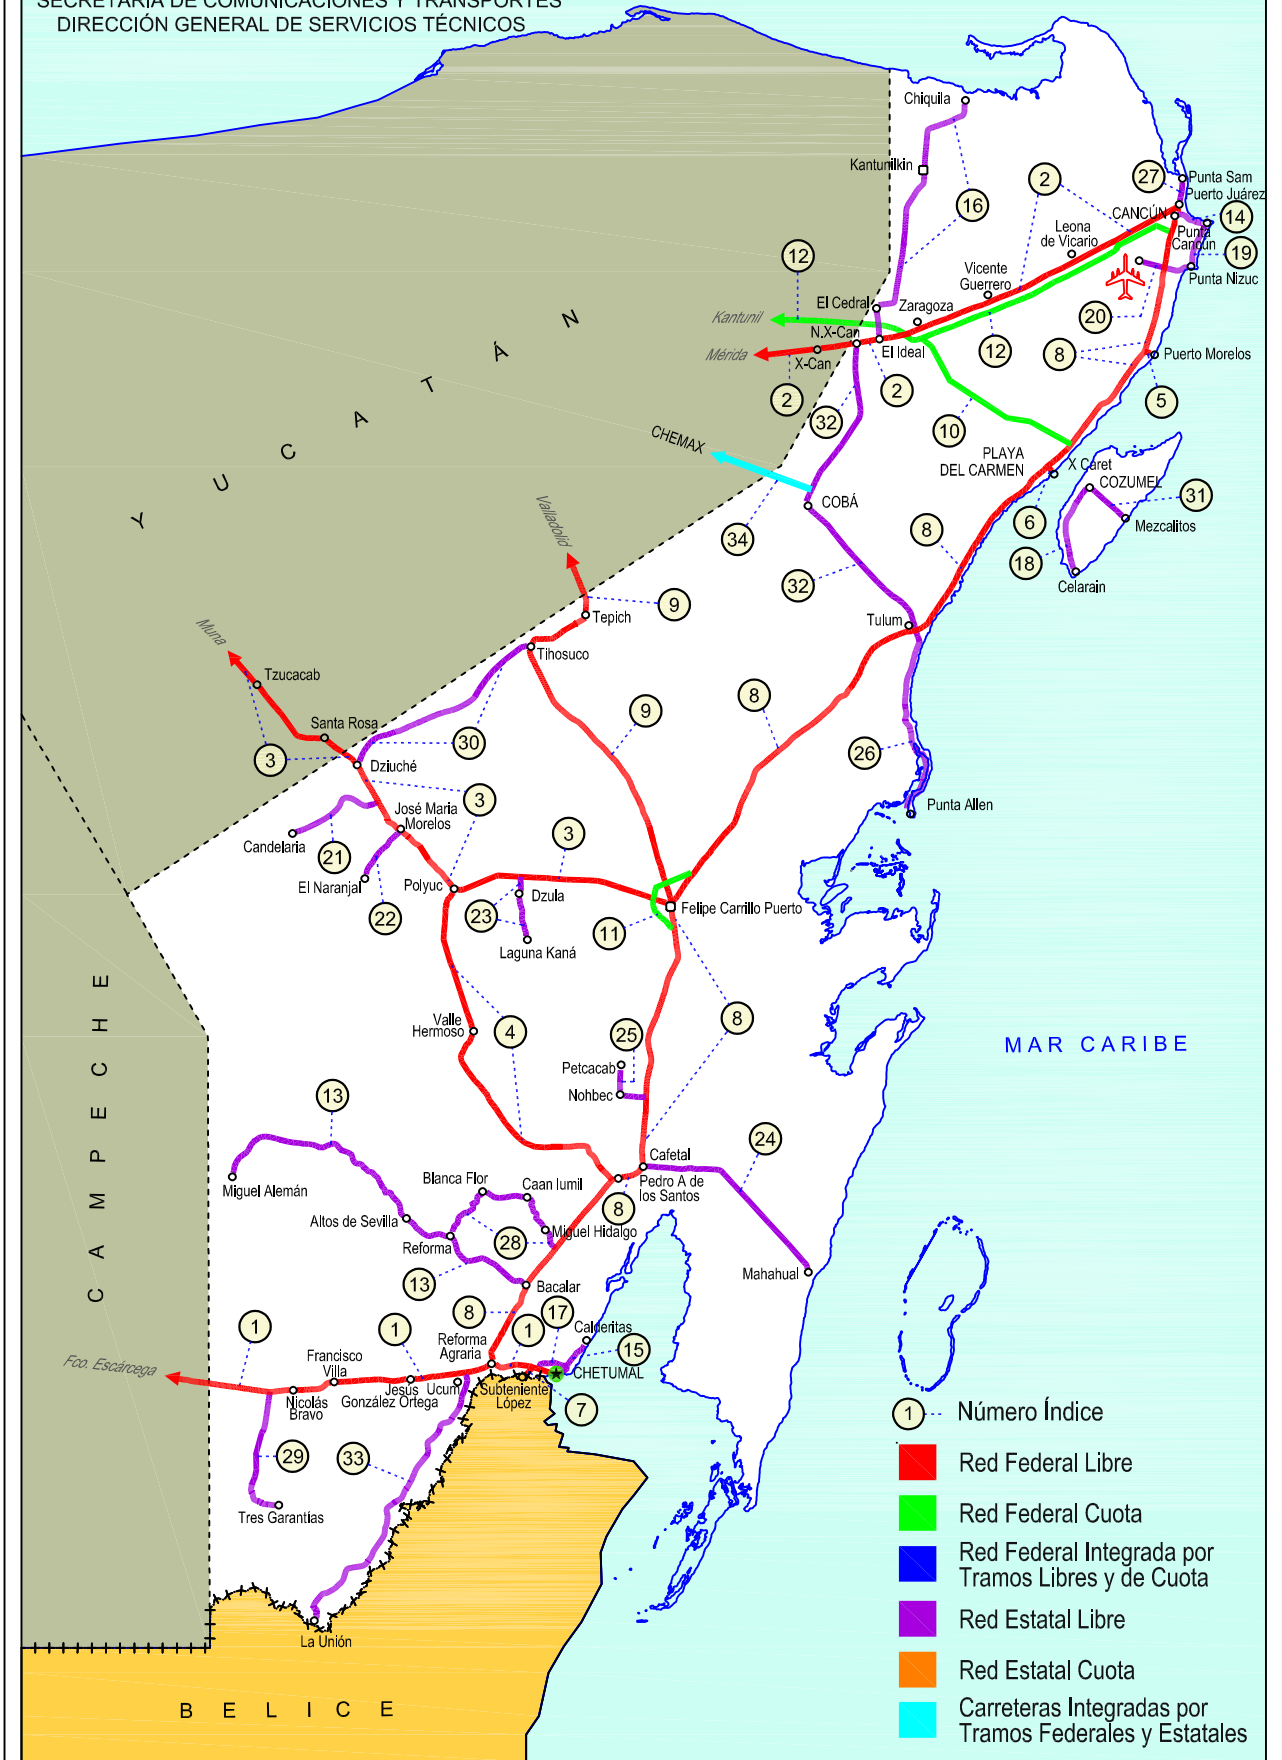 SECRETARÍA DE COMUNICACIONES Y TRANSPORTES
DIRECCIÓN GENERAL DE SERVICIOS TÉCNICOS
Chiquila
Kantunilkin
16
2
27
Punta Sam
Puerto Juárez
CANCÚN
14
Punta
Cancún
19
Punta Nizuc
Leona
de Vicario
12
Vicente
Guerrero
El Cedral
Zaragoza
20
Kantunil
N.X-Can
El Ideal
12
8
Puerto Morelos
Mérida
X-Can
2
2
5
32
10
CHEMAX
PLAYA
DEL CARMEN
X Caret
COZUMEL
31
COBÁ
Mezcalitos
6
34
8
18
Celarain
32
Valladolid
9
Tepich
Tulum
Muna
Tihosuco
Tzucacab
8
9
Santa Rosa
30
26
3
Dziuché
3
José Maria
Morelos
Punta Allen
Candelaria
21
3
El Naranjal
Polyuc
Dzula
Felipe Carrillo Puerto
22
23
11
Laguna Kaná
Valle
Hermoso
4
8
25
Petcacab
Nohbec
MAR CARIBE
13
24
Cafetal
Pedro A de
los Santos
Miguel Alemán
Blanca Flor
Caan lumil
8
Altos de Sevilla
Miguel Hidalgo
Reforma
28
13
Bacalar
Mahahual
8
17
1
1
1
Calderitas
Reforma
Agraria
15
Fco. Escárcega
Francisco
Villa
CHETUMAL
Nicolás
Bravo
Jesús
González Ortega
Ucum
Subteniente
López
7
29
33
Tres Garantías
La Unión
YUCATÁN
CAMPECHE
BELICE
1 Número Índice
Red Federal Libre
Red Federal Cuota
Red Federal Integrada por
Tramos Libres y de Cuota
Red Estatal Libre
Red Estatal Cuota
Carreteras Integradas por
Tramos Federales y Estatales